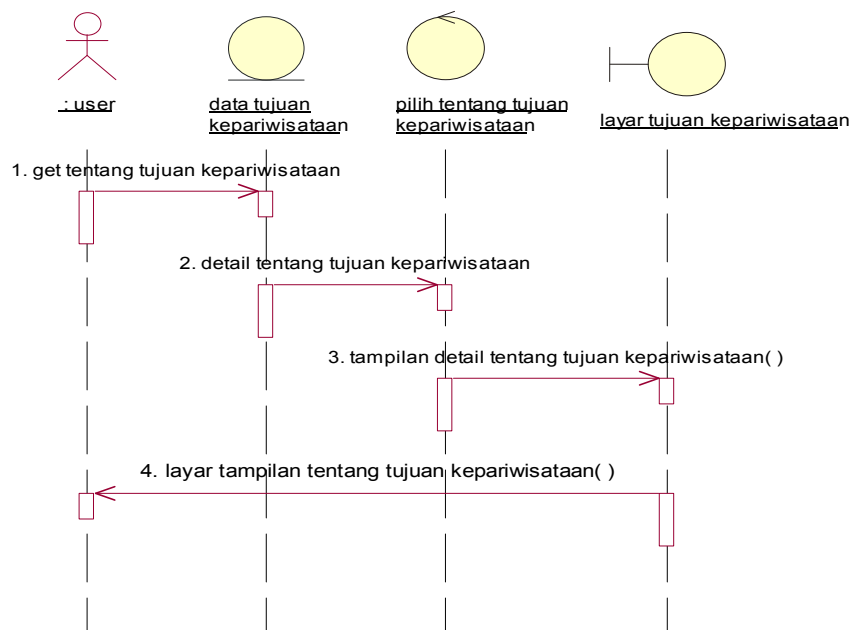 : user
data tujuan
kepariwisataan
pilih tentang tujuan
kepariwisataan
layar tujuan kepariwisataan
1. get tentang tujuan kepariwisataan
2. detail tentang tujuan kepariwisataan
3. tampilan detail tentang tujuan kepariwisataan( )
4. layar tampilan tentang tujuan kepariwisataan( )